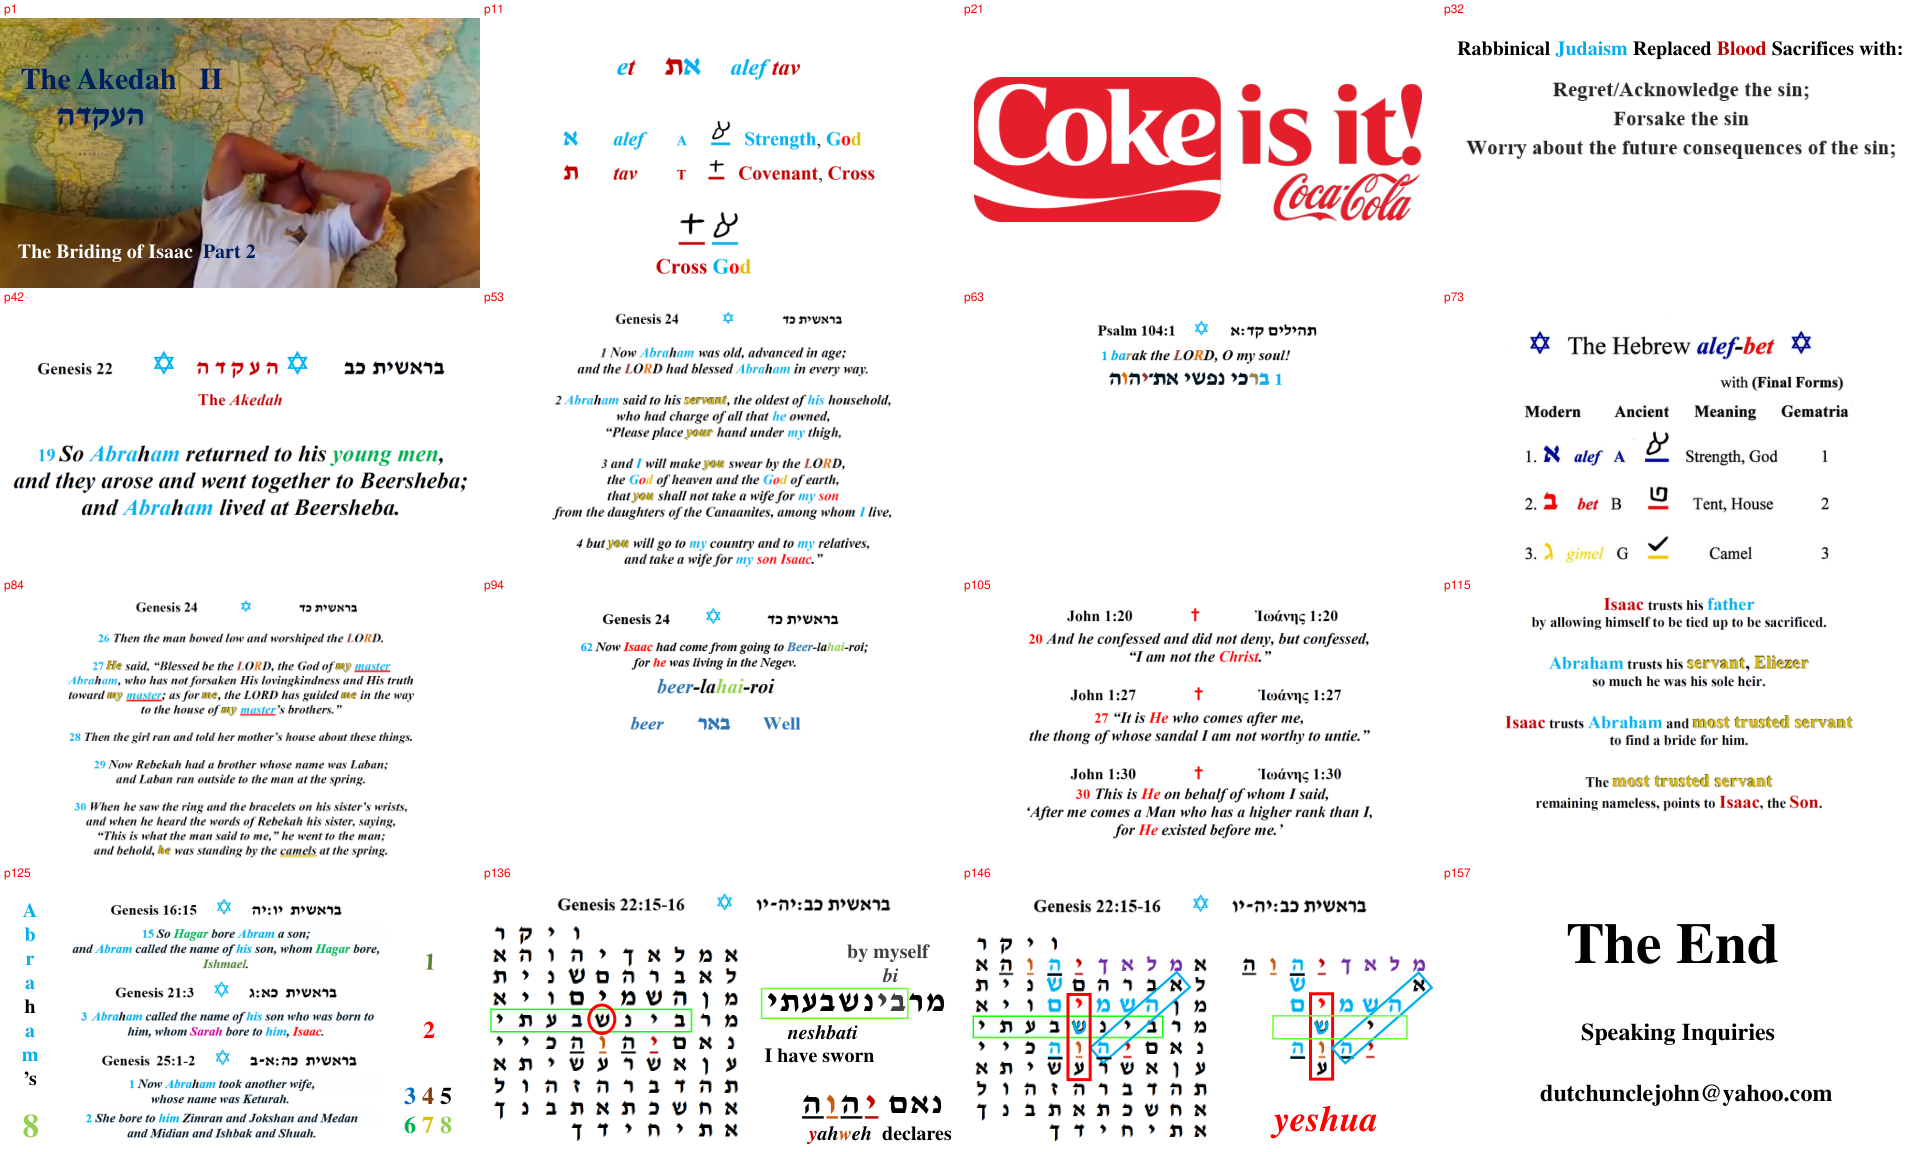 p1
The Akedah II
העקדה
The Briding of Isaac Part 2
p11
et את alef tav
א alef A Strength, God
ת tav T Covenant, Cross
Cross God
p21
Coke is it!
Coca-Cola
p32
Rabbinical Judaism Replaced Blood Sacrifices with:
Regret/Acknowledge the sin;
Forsake the sin
Worry about the future consequences of the sin;
p42
Genesis 22 ✡ העקדה ✡ בראשית כב
The Akedah
19 So Abraham returned to his young men,
and they arose and went together to Beersheba;
and Abraham lived at Beersheba.
p53
Genesis 24 ✡ בראשית כד
1 Now Abraham was old, advanced in age;
and the LORD had blessed Abraham in every way.
2 Abraham said to his servant, the oldest of his household,
who had charge of all that he owned,
“Please place your hand under my thigh,
3 and I will make you swear by the LORD,
the God of heaven and the God of earth,
that you shall not take a wife for my son
from the daughters of the Canaanites, among whom I live,
4 but you will go to my country and to my relatives,
and take a wife for my son Isaac.”
p63
Psalm 104:1 ✡ תהילים קד:א
1 barak the LORD, O my soul!
1 ברכי נפשי את־יהוה
p73
✡ The Hebrew alef-bet ✡
with (Final Forms)
Modern Ancient Meaning Gematria
1. א alef A Strength, God 1
2. ב bet B Tent, House 2
3. ג gimel G Camel 3
p84
Genesis 24 ✡ בראשית כד
26 Then the man bowed low and worshiped the LORD.
27 He said, “Blessed be the LORD, the God of my master
Abraham, who has not forsaken His lovingkindness and His truth
toward my master; as for me, the LORD has guided me in the way
to the house of my master’s brothers.”
28 Then the girl ran and told her mother’s house about these things.
29 Now Rebekah had a brother whose name was Laban;
and Laban ran outside to the man at the spring.
30 When he saw the ring and the bracelets on his sister’s wrists,
and when he heard the words of Rebekah his sister, saying,
“This is what the man said to me,” he went to the man;
and behold, he was standing by the camels at the spring.
p94
Genesis 24 ✡ בראשית כד
62 Now Isaac had come from going to Beer-lahai-roi;
for he was living in the Negev.
beer-lahai-roi
beer באר Well
p105
John 1:20 ✝ Ἰωάνης 1:20
20 And he confessed and did not deny, but confessed,
“I am not the Christ.”
John 1:27 ✝ Ἰωάνης 1:27
27 “It is He who comes after me,
the thong of whose sandal I am not worthy to untie.”
John 1:30 ✝ Ἰωάνης 1:30
30 This is He on behalf of whom I said,
‘After me comes a Man who has a higher rank than I,
for He existed before me.’
p115
Isaac trusts his father
by allowing himself to be tied up to be sacrificed.
Abraham trusts his servant, Eliezer
so much he was his sole heir.
Isaac trusts Abraham and most trusted servant
to find a bride for him.
The most trusted servant
remaining nameless, points to Isaac, the Son.
p125
Abraham’s
8
Genesis 16:15 ✡ בראשית יו:יה
15 So Hagar bore Abram a son;
and Abram called the name of his son, whom Hagar bore,
Ishmael.
1
Genesis 21:3 ✡ בראשית כא:ג
3 Abraham called the name of his son who was born to
him, whom Sarah bore to him, Isaac.
2
Genesis 25:1-2 ✡ בראשית כה:א-ב
1 Now Abraham took another wife,
whose name was Keturah.
3 4 5
2 She bore to him Zimran and Jokshan and Medan
and Midian and Ishbak and Shuah.
6 7 8
p136
Genesis 22:15-16 ✡ בראשית כב:יה-יו
ו י ק ר
א מ ל א ך י ה ו ה א
ל א ב ר ה ם ש נ י ת
מ ן ה ש מ י ם ו י א
מ ר ב י נ ש ב ע ת י
נ א ם י ה ו ה כ י י
ע ן א ש ר ע ש י ת א
ת ה ד ב ר ה ז ה ו ל
א ח ש כ ת א ת ב נ ך
א ת י ח י ד ך
by myself
bi
מרבינשבעתי
neshbati
I have sworn
נאם יהוה
yahweh declares
p146
Genesis 22:15-16 ✡ בראשית כב:יה-יו
ו י ק ר
א מ ל א ך י ה ו ה א
ל א ב ר ה ם ש נ י ת
מ ן ה ש מ י ם ו י א
מ ר ב י נ ש ב ע ת י
נ א ם י ה ו ה כ י י
ע ן א ש ר ע ש י ת א
ת ה ד ב ר ה ז ה ו ל
א ח ש כ ת א ת ב נ ך
א ת י ח י ד ך
מ ל א ך י ה ו ה
א
ה ש מ י ם
י ש
י ה ו ה
ע
yeshua
p157
The End
Speaking Inquiries
dutchunclejohn@yahoo.com